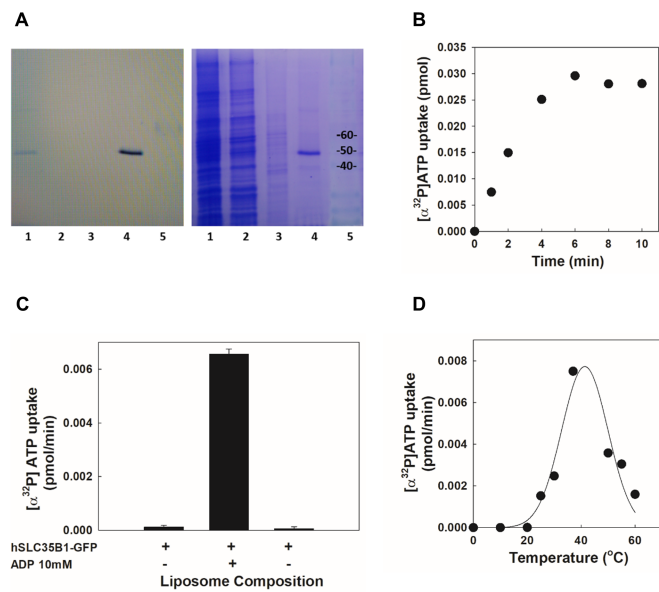 A
-60-
-50-
-40-
1 2 3 4 5
1 2 3 4 5
B
[α³²P]ATP uptake (pmol)
0.035
0.030
0.025
0.020
0.015
0.010
0.005
0.000
0 2 4 6 8 10
Time (min)
C
[α³²P] ATP uptake
(pmol/min)
0.006
0.004
0.002
0.000
hSLC35B1-GFP + + +
ADP 10mM - + -
Liposome Composition
D
[α³²P]ATP uptake
(pmol/min)
0.008
0.006
0.004
0.002
0.000
0 20 40 60
Temperature (°C)